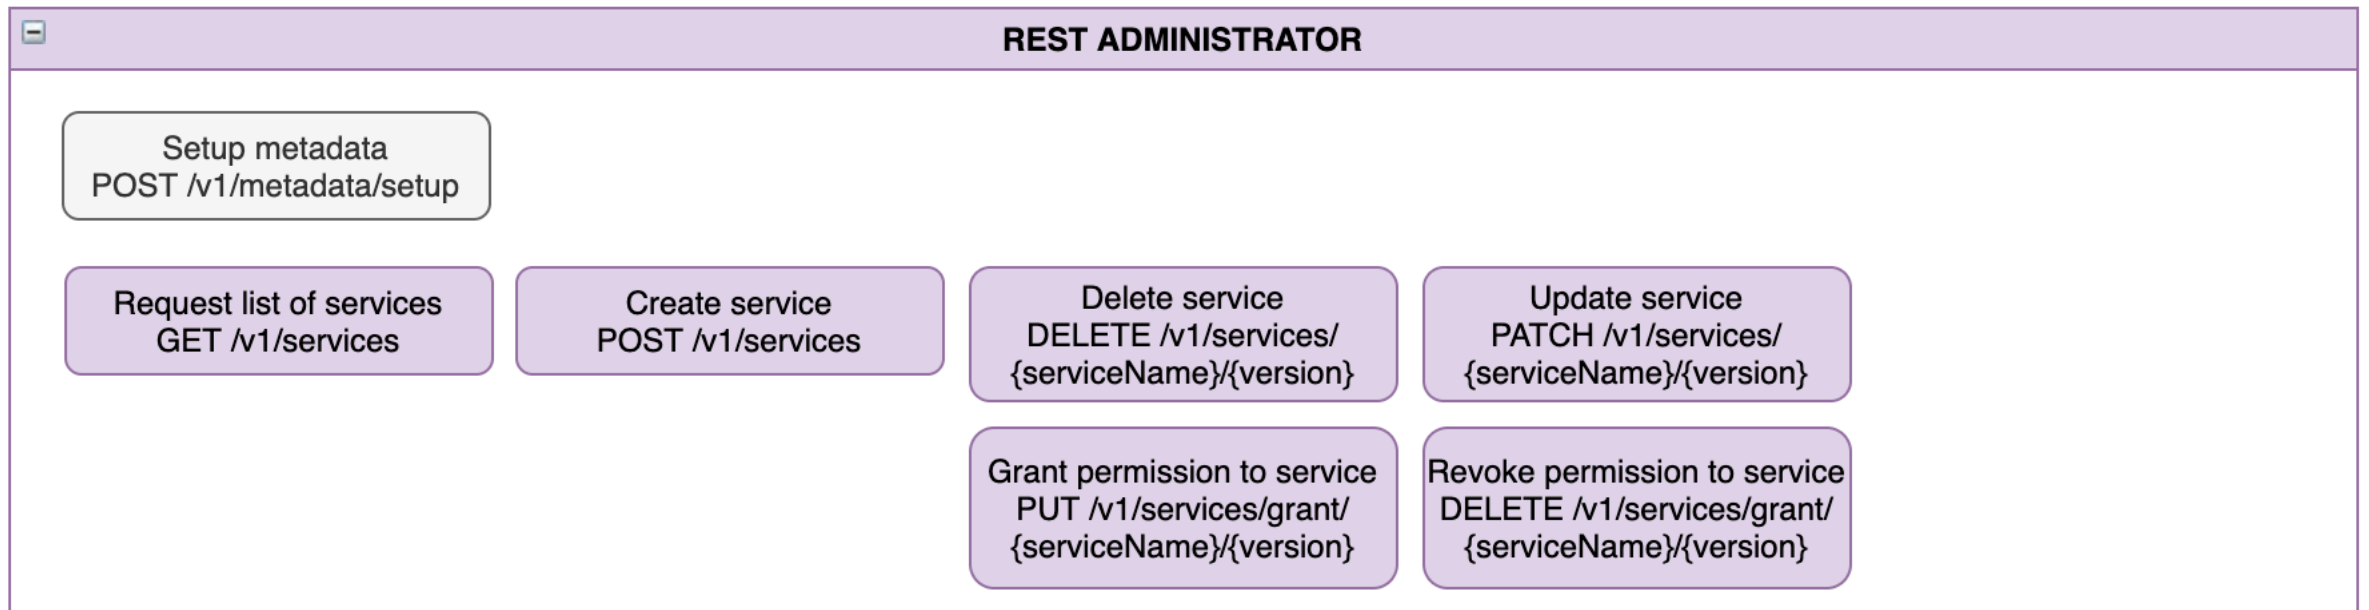 REST ADMINISTRATOR
Setup metadata
POST /v1/metadata/setup
Request list of services
GET /v1/services
Create service
POST /v1/services
Delete service
DELETE /v1/services/
{serviceName}/{version}
Update service
PATCH /v1/services/
{serviceName}/{version}
Grant permission to service
PUT /v1/services/grant/
{serviceName}/{version}
Revoke permission to service
DELETE /v1/services/grant/
{serviceName}/{version}